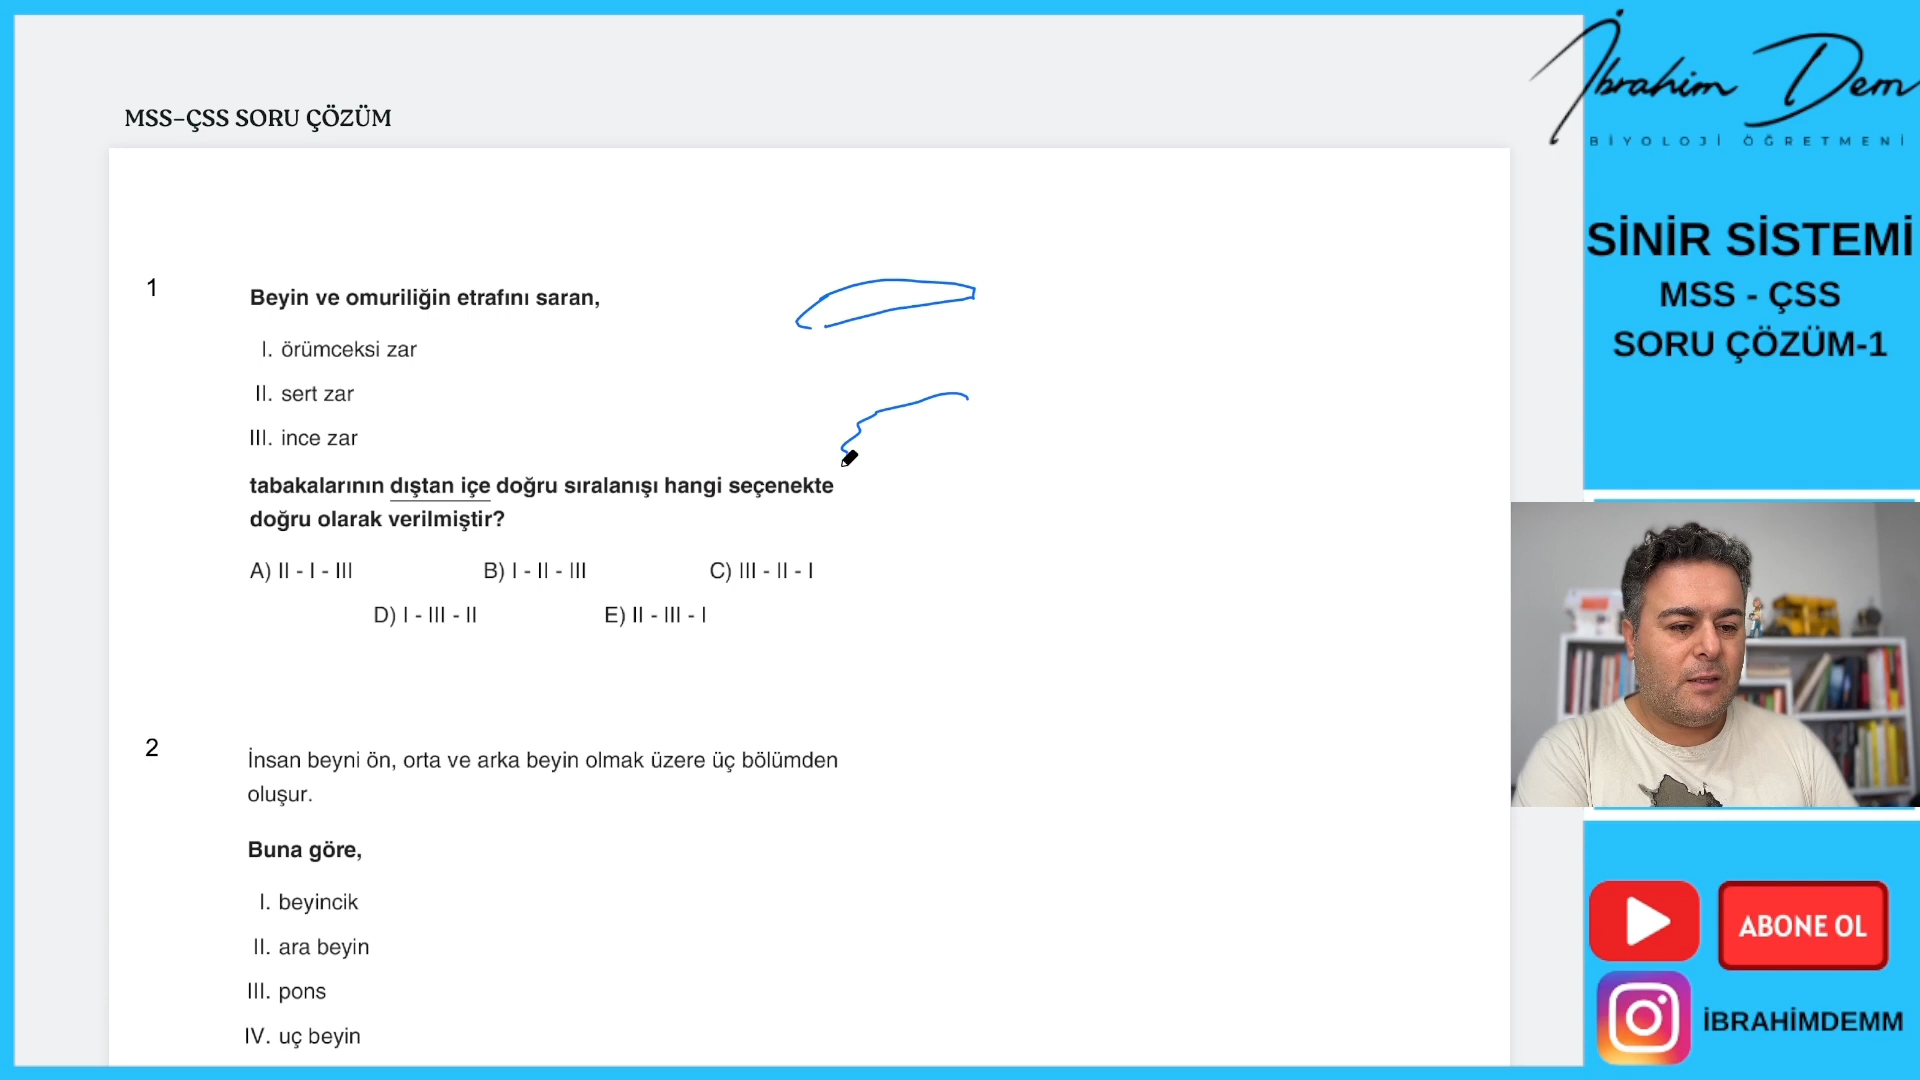 MSS–ÇSS SORU ÇÖZÜM
1
Beyin ve omuriliğin etrafını saran,
I. örümceksi zar
II. sert zar
III. ince zar
tabakalarının dıştan içe doğru sıralanışı hangi seçenekte
doğru olarak verilmiştir?
A) II - I - III B) I - II - III C) III - II - I
D) I - III - II E) II - III - I
2
İnsan beyni ön, orta ve arka beyin olmak üzere üç bölümden
oluşur.
Buna göre,
I. beyincik
II. ara beyin
III. pons
IV. uç beyin
İbrahim Dem
BİYOLOJİ ÖĞRETMENİ
SİNİR SİSTEMİ
MSS - ÇSS
SORU ÇÖZÜM-1
ABONE OL
İBRAHİMDEMM